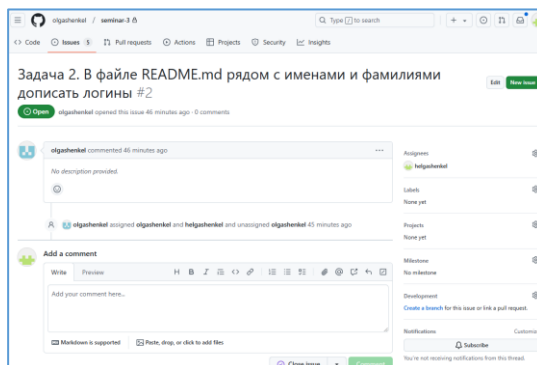 olgashenkel / seminar-3
Type / to search
Code
Issues 5
Pull requests
Actions
Projects
Security
Insights
Задача 2. В файле README.md рядом с именами и фамилиями
дописать логины #2
Edit
New issue
Open
olgashenkel opened this issue 46 minutes ago · 0 comments
olgashenkel commented 46 minutes ago
No description provided.
olgashenkel assigned olgashenkel and helgashenkel and unassigned olgashenkel 45 minutes ago
Add a comment
Write
Preview
Add your comment here...
Markdown is supported
Paste, drop, or click to add files
Close issue
Comment
Assignees
helgashenkel
Labels
None yet
Projects
None yet
Milestone
No milestone
Development
Create a branch for this issue or link a pull request.
Notifications
Customize
Subscribe
You're not receiving notifications from this thread.